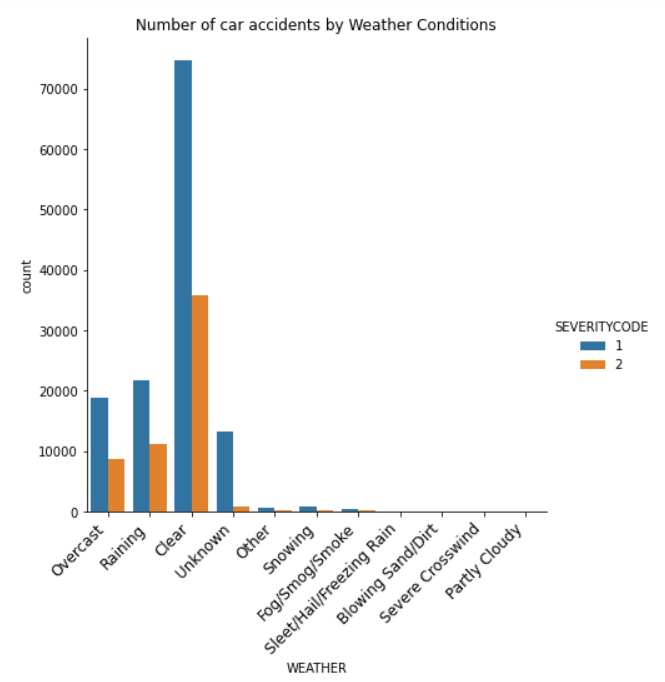 Number of car accidents by Weather Conditions
70000
60000
50000
40000
30000
20000
10000
0
count
Overcast
Raining
Clear
Unknown
Other
Snowing
Fog/Smog/Smoke
Sleet/Hail/Freezing Rain
Blowing Sand/Dirt
Severe Crosswind
Partly Cloudy
WEATHER
SEVERITYCODE
1
2